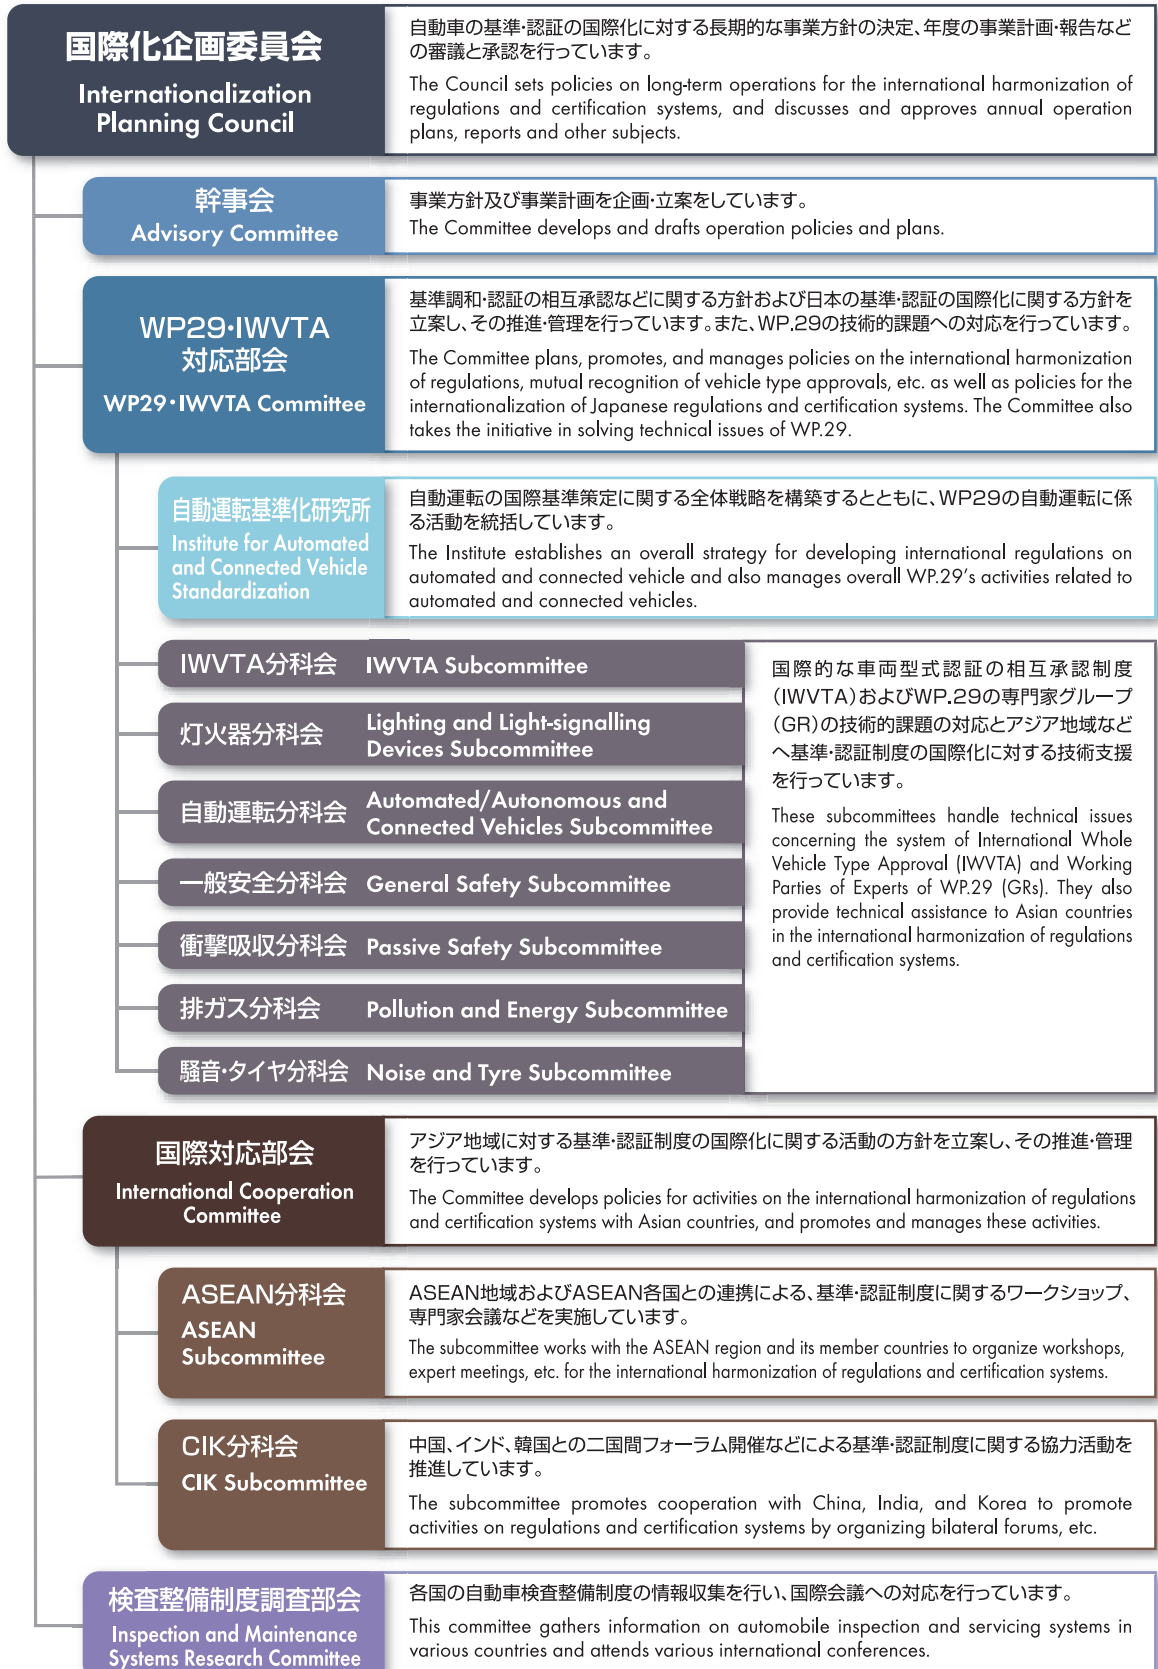 国際化企画委員会
Internationalization
Planning Council
自動車の基準・認証の国際化に対する長期的な事業方針の決定、年度の事業計画・報告など
の審議と承認を行っています。
The Council sets policies on long-term operations for the international harmonization of
regulations and certification systems, and discusses and approves annual operation
plans, reports and other subjects.
幹事会
Advisory Committee
事業方針及び事業計画を企画・立案をしています。
The Committee develops and drafts operation policies and plans.
WP29・IWVTA
対応部会
WP29・IWVTA Committee
基準調和・認証の相互承認などに関する方針および日本の基準・認証の国際化に関する方針を
立案し、その推進・管理を行っています。また、WP.29の技術的課題への対応を行っています。
The Committee plans, promotes, and manages policies on the international harmonization
of regulations, mutual recognition of vehicle type approvals, etc. as well as policies for the
internationalization of Japanese regulations and certification systems. The Committee also
takes the initiative in solving technical issues of WP.29.
自動運転基準化研究所
Institute for Automated
and Connected Vehicle
Standardization
自動運転の国際基準策定に関する全体戦略を構築するとともに、WP29の自動運転に係
る活動を統括しています。
The Institute establishes an overall strategy for developing international regulations on
automated and connected vehicle and also manages overall WP.29's activities related to
automated and connected vehicles.
IWVTA分科会 IWVTA Subcommittee
灯火器分科会 Lighting and Light-signalling
Devices Subcommittee
自動運転分科会 Automated/Autonomous and
Connected Vehicles Subcommittee
一般安全分科会 General Safety Subcommittee
衝撃吸収分科会 Passive Safety Subcommittee
排ガス分科会 Pollution and Energy Subcommittee
騒音・タイヤ分科会 Noise and Tyre Subcommittee
国際的な車両型式認証の相互承認制度
(IWVTA)およびWP.29の専門家グループ
(GR)の技術的課題の対応とアジア地域など
へ基準・認証制度の国際化に対する技術支援
を行っています。
These subcommittees handle technical issues
concerning the system of International Whole
Vehicle Type Approval (IWVTA) and Working
Parties of Experts of WP.29 (GRs). They also
provide technical assistance to Asian countries
in the international harmonization of regulations
and certification systems.
国際対応部会
International Cooperation
Committee
アジア地域に対する基準・認証制度の国際化に関する活動の方針を立案し、その推進・管理
を行っています。
The Committee develops policies for activities on the international harmonization of regulations
and certification systems with Asian countries, and promotes and manages these activities.
ASEAN分科会
ASEAN
Subcommittee
ASEAN地域およびASEAN各国との連携による、基準・認証制度に関するワークショップ、
専門家会議などを実施しています。
The subcommittee works with the ASEAN region and its member countries to organize workshops,
expert meetings, etc. for the international harmonization of regulations and certification systems.
CIK分科会
CIK Subcommittee
中国、インド、韓国との二国間フォーラム開催などによる基準・認証制度に関する協力活動を
推進しています。
The subcommittee promotes cooperation with China, India, and Korea to promote
activities on regulations and certification systems by organizing bilateral forums, etc.
検査整備制度調査部会
Inspection and Maintenance
Systems Research Committee
各国の自動車検査整備制度の情報収集を行い、国際会議への対応を行っています。
This committee gathers information on automobile inspection and servicing systems in
various countries and attends various international conferences.